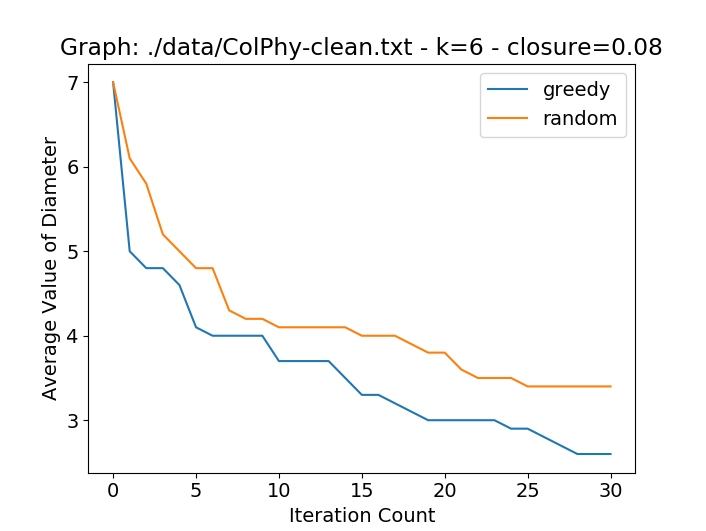 Graph: ./data/ColPhy-clean.txt - k=6 - closure=0.08
greedy
random
Average Value of Diameter
7
6
5
4
3
0 5 10 15 20 25 30
Iteration Count